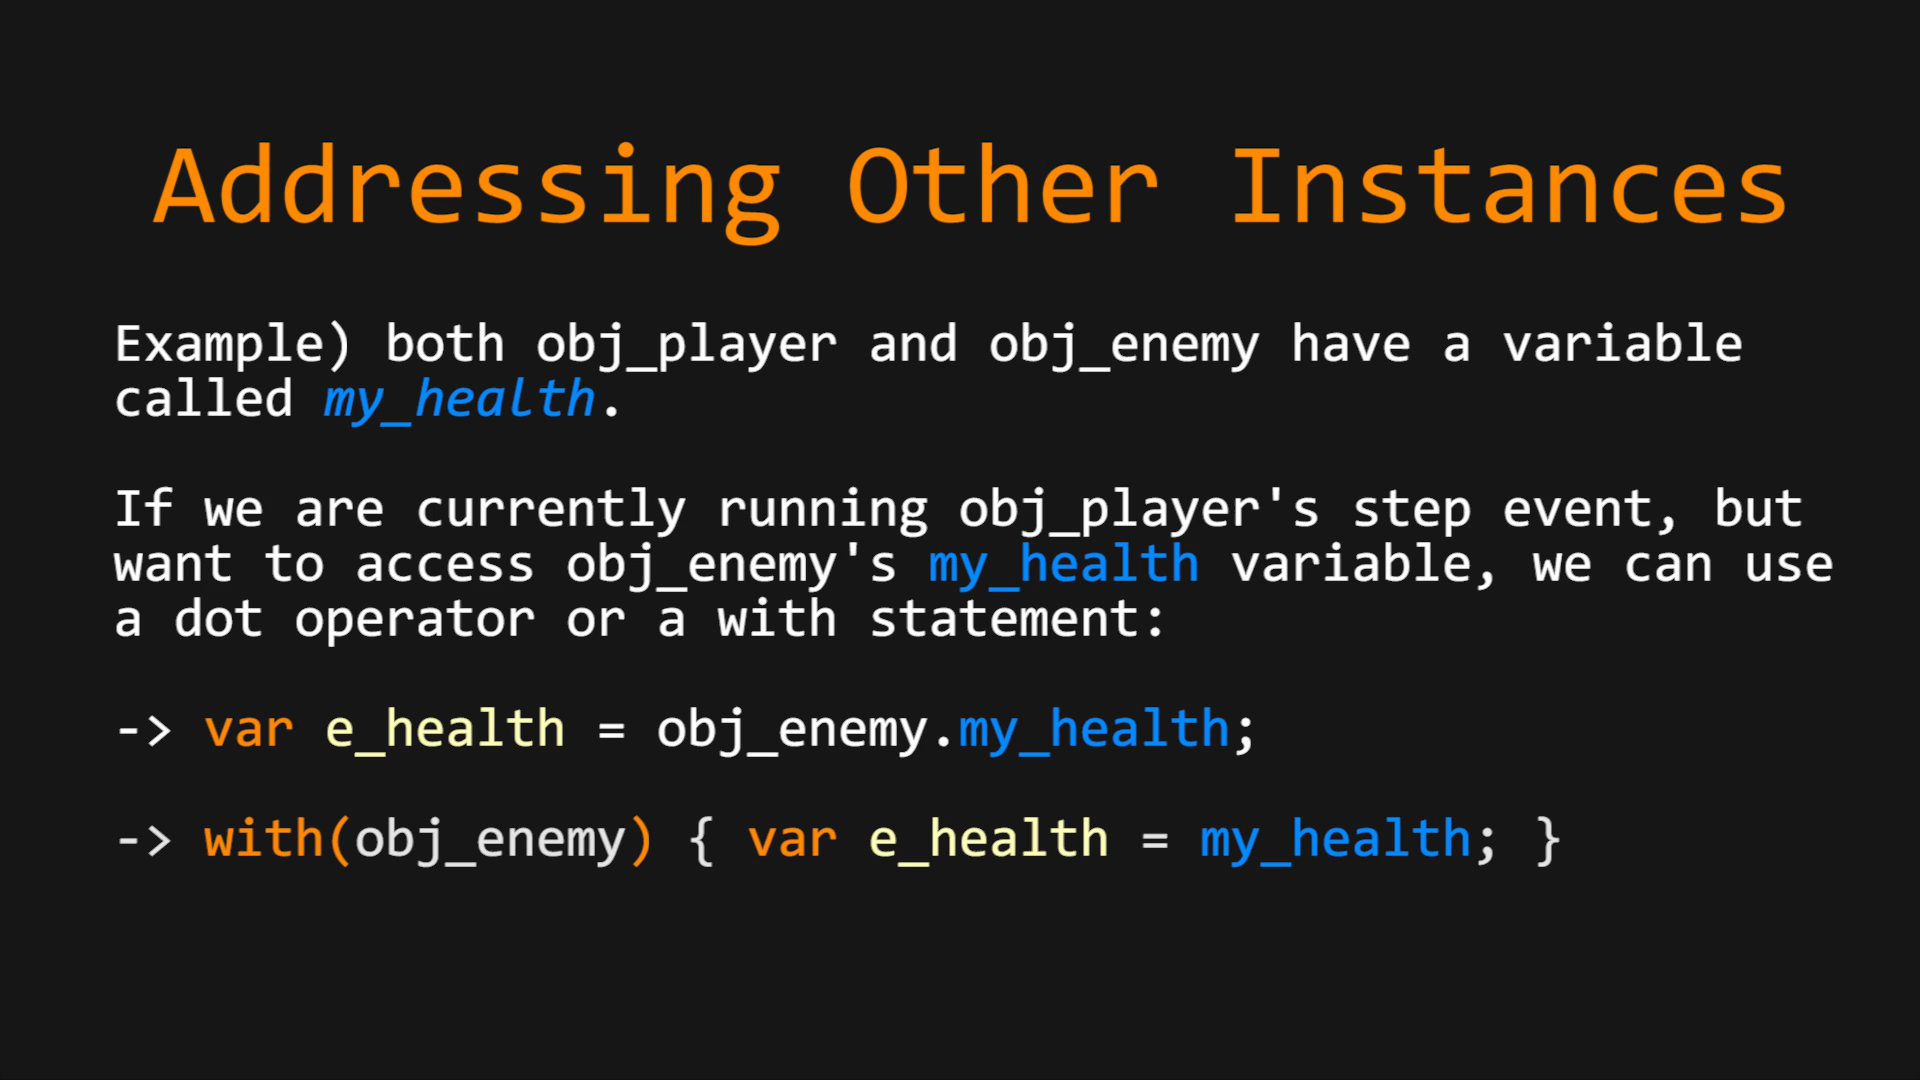 Addressing Other Instances
Example) both obj_player and obj_enemy have a variable
called my_health.
If we are currently running obj_player's step event, but
want to access obj_enemy's my_health variable, we can use
a dot operator or a with statement:
-> var e_health = obj_enemy.my_health;
-> with(obj_enemy) { var e_health = my_health; }